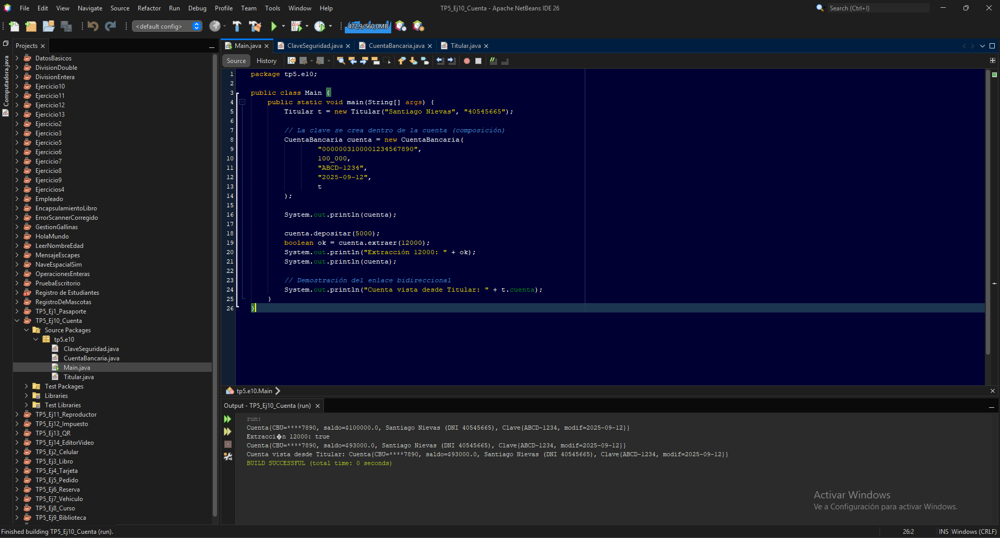 File Edit View Navigate Source Refactor Run Debug Profile Team Tools Window Help
TP5_Ej10_Cuenta - Apache NetBeans IDE 26
Search (Ctrl+I)
<default config>
472,9/560,0MB
Computadora.java
Projects
DatosBasicos
DivisionDouble
DivisionEntera
Ejercicio10
Ejercicio11
Ejercicio12
Ejercicio13
Ejercicio2
Ejercicio3
Ejercicio5
Ejercicio6
Ejercicio7
Ejercicio8
Ejercicio9
Ejercicios4
Empleado
EncapsulamientoLibro
ErrorScannerCorregido
GestionGallinas
HolaMundo
LeerNombreEdad
MensajeEscapes
NaveEspacialSim
OperacionesEnteras
PruebaEscritorio
Registro de Estudiantes
RegistroDeMascotas
TP5_Ej1_Pasaporte
TP5_Ej10_Cuenta
Source Packages
tp5.e10
ClaveSeguridad.java
CuentaBancaria.java
Main.java
Titular.java
Test Packages
Libraries
Test Libraries
TP5_Ej11_Reproductor
TP5_Ej12_Impuesto
TP5_Ej13_QR
TP5_Ej14_EditorVideo
TP5_Ej2_Celular
TP5_Ej3_Libro
TP5_Ej4_Tarjeta
TP5_Ej5_Pedido
TP5_Ej6_Reserva
TP5_Ej7_Vehiculo
TP5_Ej8_Curso
TP5_Ej9_Biblioteca
Main.java ClaveSeguridad.java CuentaBancaria.java Titular.java
Source History
1 package tp5.e10;
2
3 public class Main {
4 public static void main(String[] args) {
5 Titular t = new Titular("Santiago Nievas", "40545665");
6
7 // La clave se crea dentro de la cuenta (composición)
8 CuentaBancaria cuenta = new CuentaBancaria(
9 "0000003100001234567890",
10 100_000,
11 "ABCD-1234",
12 "2025-09-12",
13 t
14 );
15
16 System.out.println(cuenta);
17
18 cuenta.depositar(5000);
19 boolean ok = cuenta.extraer(12000);
20 System.out.println("Extracción 12000: " + ok);
21 System.out.println(cuenta);
22
23 // Demostración del enlace bidireccional
24 System.out.println("Cuenta vista desde Titular: " + t.cuenta);
25 }
26 }
tp5.e10.Main
Output - TP5_Ej10_Cuenta (run)
run:
Cuenta{CBU=****7890, saldo=$100000.0, Santiago Nievas (DNI 40545665), Clave{ABCD-1234, modif=2025-09-12}}
Extracci�n 12000: true
Cuenta{CBU=****7890, saldo=$93000.0, Santiago Nievas (DNI 40545665), Clave{ABCD-1234, modif=2025-09-12}}
Cuenta vista desde Titular: Cuenta{CBU=****7890, saldo=$93000.0, Santiago Nievas (DNI 40545665), Clave{ABCD-1234, modif=2025-09-12}}
BUILD SUCCESSFUL (total time: 0 seconds)
Activar Windows
Ve a Configuración para activar Windows.
Finished building TP5_Ej10_Cuenta (run).
26:2 INS Windows (CRLF)